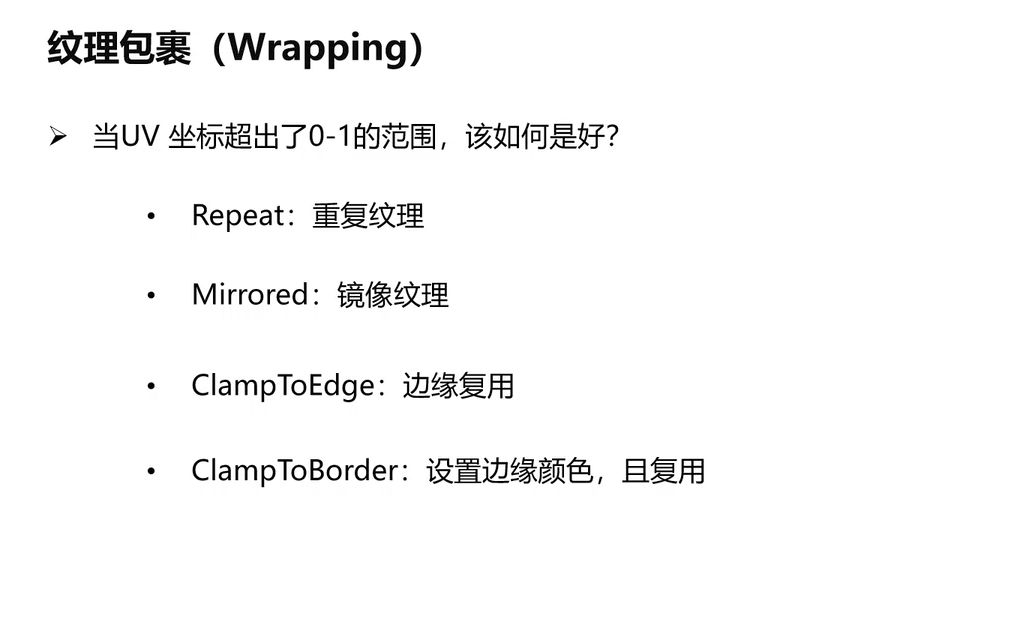 纹理包裹（Wrapping）
当UV 坐标超出了0-1的范围，该如何是好？
Repeat：重复纹理
Mirrored：镜像纹理
ClampToEdge：边缘复用
ClampToBorder：设置边缘颜色，且复用